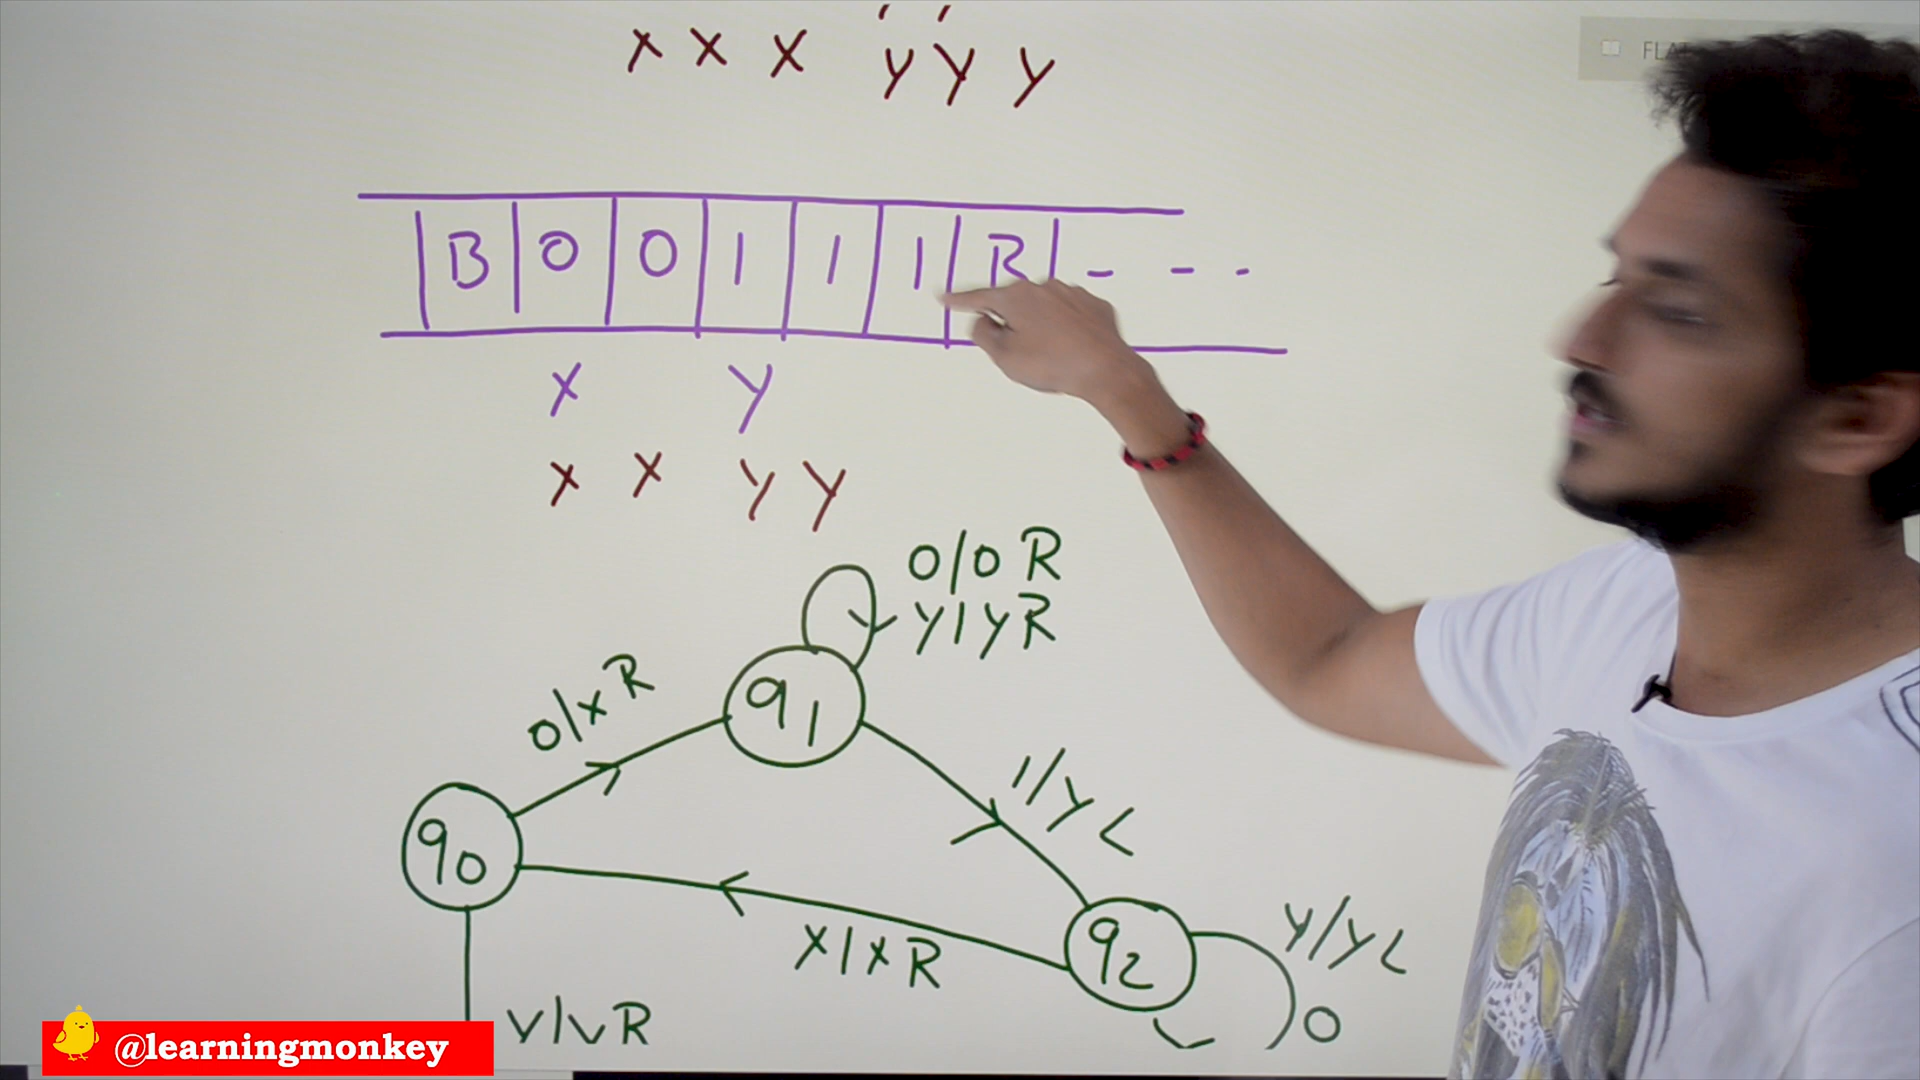 x x x y y y
B 0 0 1 1 1 B - - -
x y
x x y y
0/0 R
y/y R
0/x R
q1
1/y L
q0
x/x R
q2
y/y L
0
y/y R
@learningmonkey